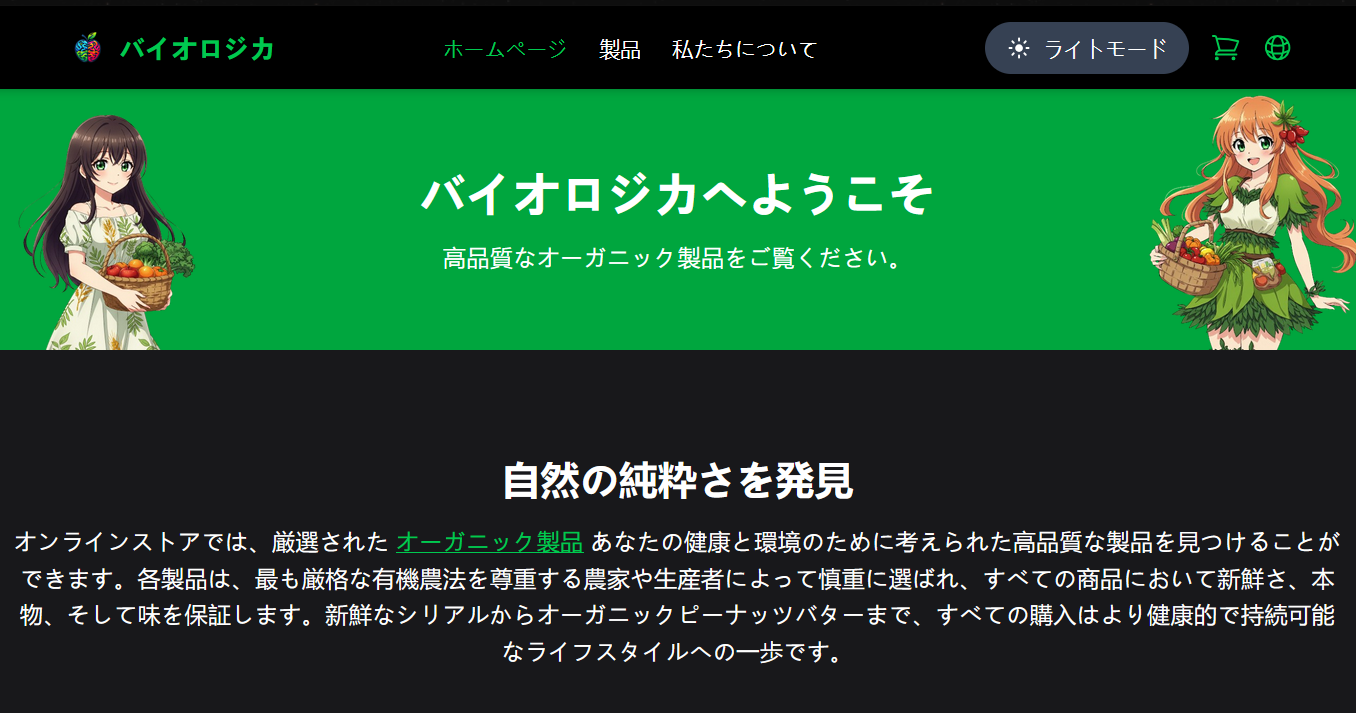 バイオロジカ
ホームページ
製品
私たちについて
ライトモード
バイオロジカへようこそ
高品質なオーガニック製品をご覧ください。
自然の純粋さを発見
オンラインストアでは、厳選された オーガニック製品 あなたの健康と環境のために考えられた高品質な製品を見つけることが
できます。各製品は、最も厳格な有機農法を尊重する農家や生産者によって慎重に選ばれ、すべての商品において新鮮さ、本
物、そして味を保証します。新鮮なシリアルからオーガニックピーナッツバターまで、すべての購入はより健康的で持続可能
なライフスタイルへの一歩です。